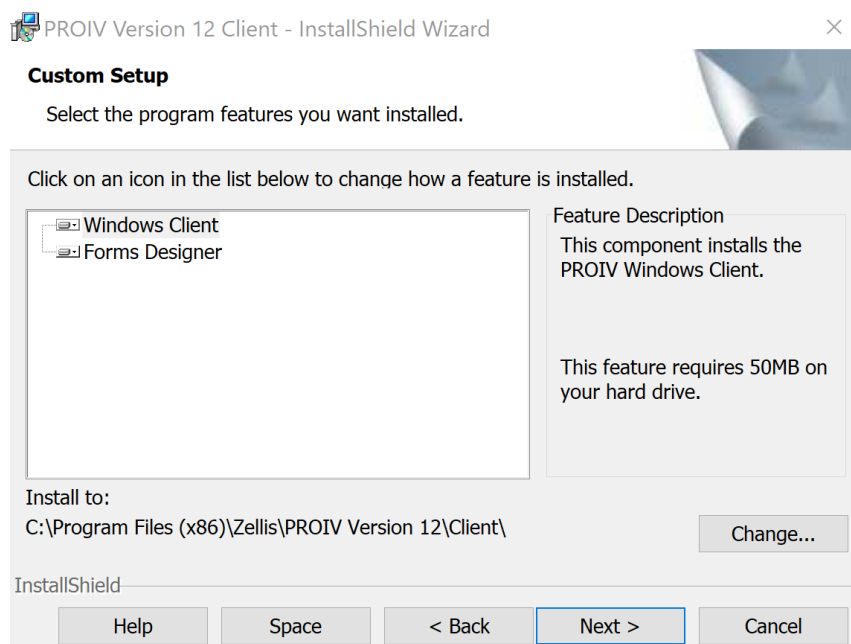 PROIV Version 12 Client - InstallShield Wizard
Custom Setup
Select the program features you want installed.
Click on an icon in the list below to change how a feature is installed.
Windows Client
Forms Designer
Feature Description
This component installs the
PROIV Windows Client.
This feature requires 50MB on
your hard drive.
Install to:
C:\Program Files (x86)\Zellis\PROIV Version 12\Client\
Change...
InstallShield
Help
Space
< Back
Next >
Cancel